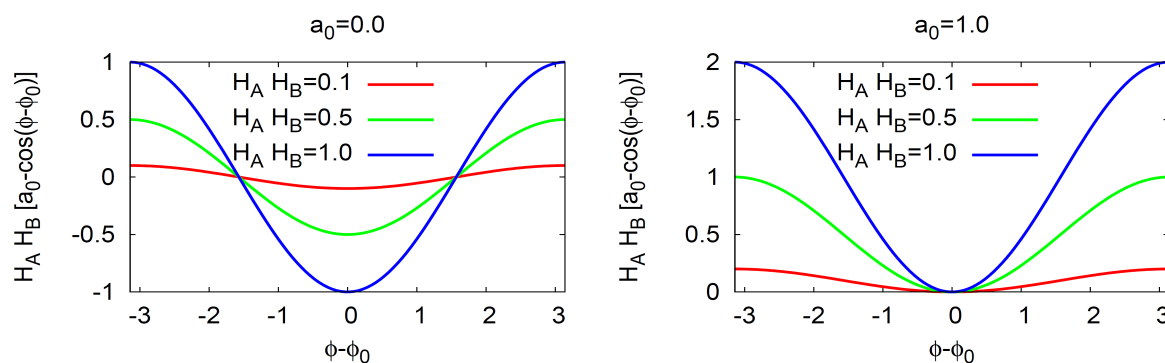 a0=0.0
1
0.5
0
-0.5
-1
-3 -2 -1 0 1 2 3
HA HB [a0-cos(ϕ-ϕ0)]
ϕ-ϕ0
HA HB=0.1
HA HB=0.5
HA HB=1.0
a0=1.0
2
1.5
1
0.5
0
-3 -2 -1 0 1 2 3
HA HB [a0-cos(ϕ-ϕ0)]
ϕ-ϕ0
HA HB=0.1
HA HB=0.5
HA HB=1.0